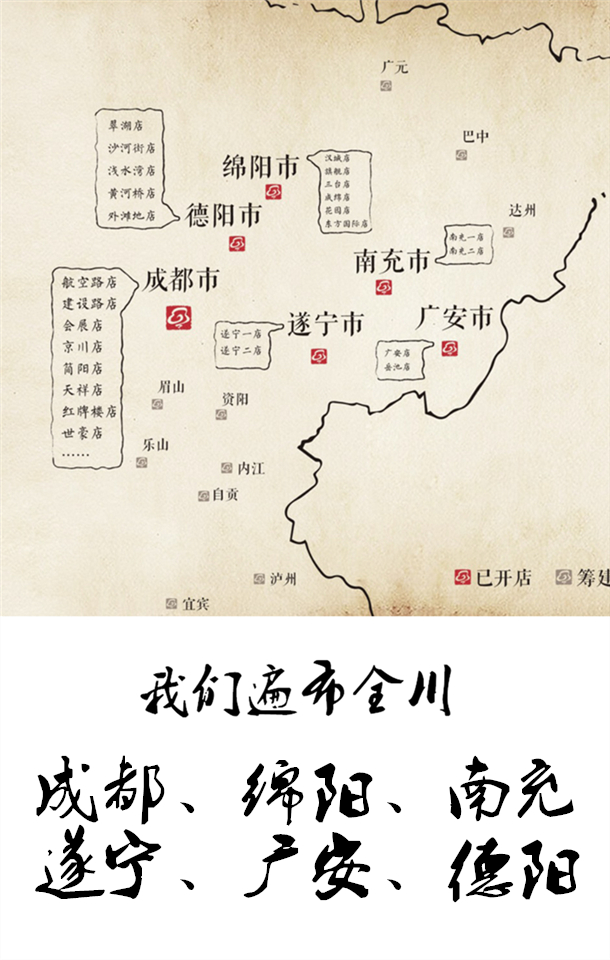 广元
巴中
翠湖店
沙河街店
浅水湾店
黄河桥店
外滩地店
绵阳市
汉城店
旗舰店
三台店
成绵店
花园店
东方国际店
德阳市
达州
南充市
南充一店
南充二店
成都市
航空路店
建设路店
会展店
京川店
简阳店
天祥店
红牌楼店
世豪店
……
遂宁市
遂宁一店
遂宁二店
广安市
广安店
岳池店
眉山
资阳
乐山
内江
自贡
泸州
宜宾
已开店
筹建
我们遍布全川
成都、绵阳、南充
遂宁、广安、德阳